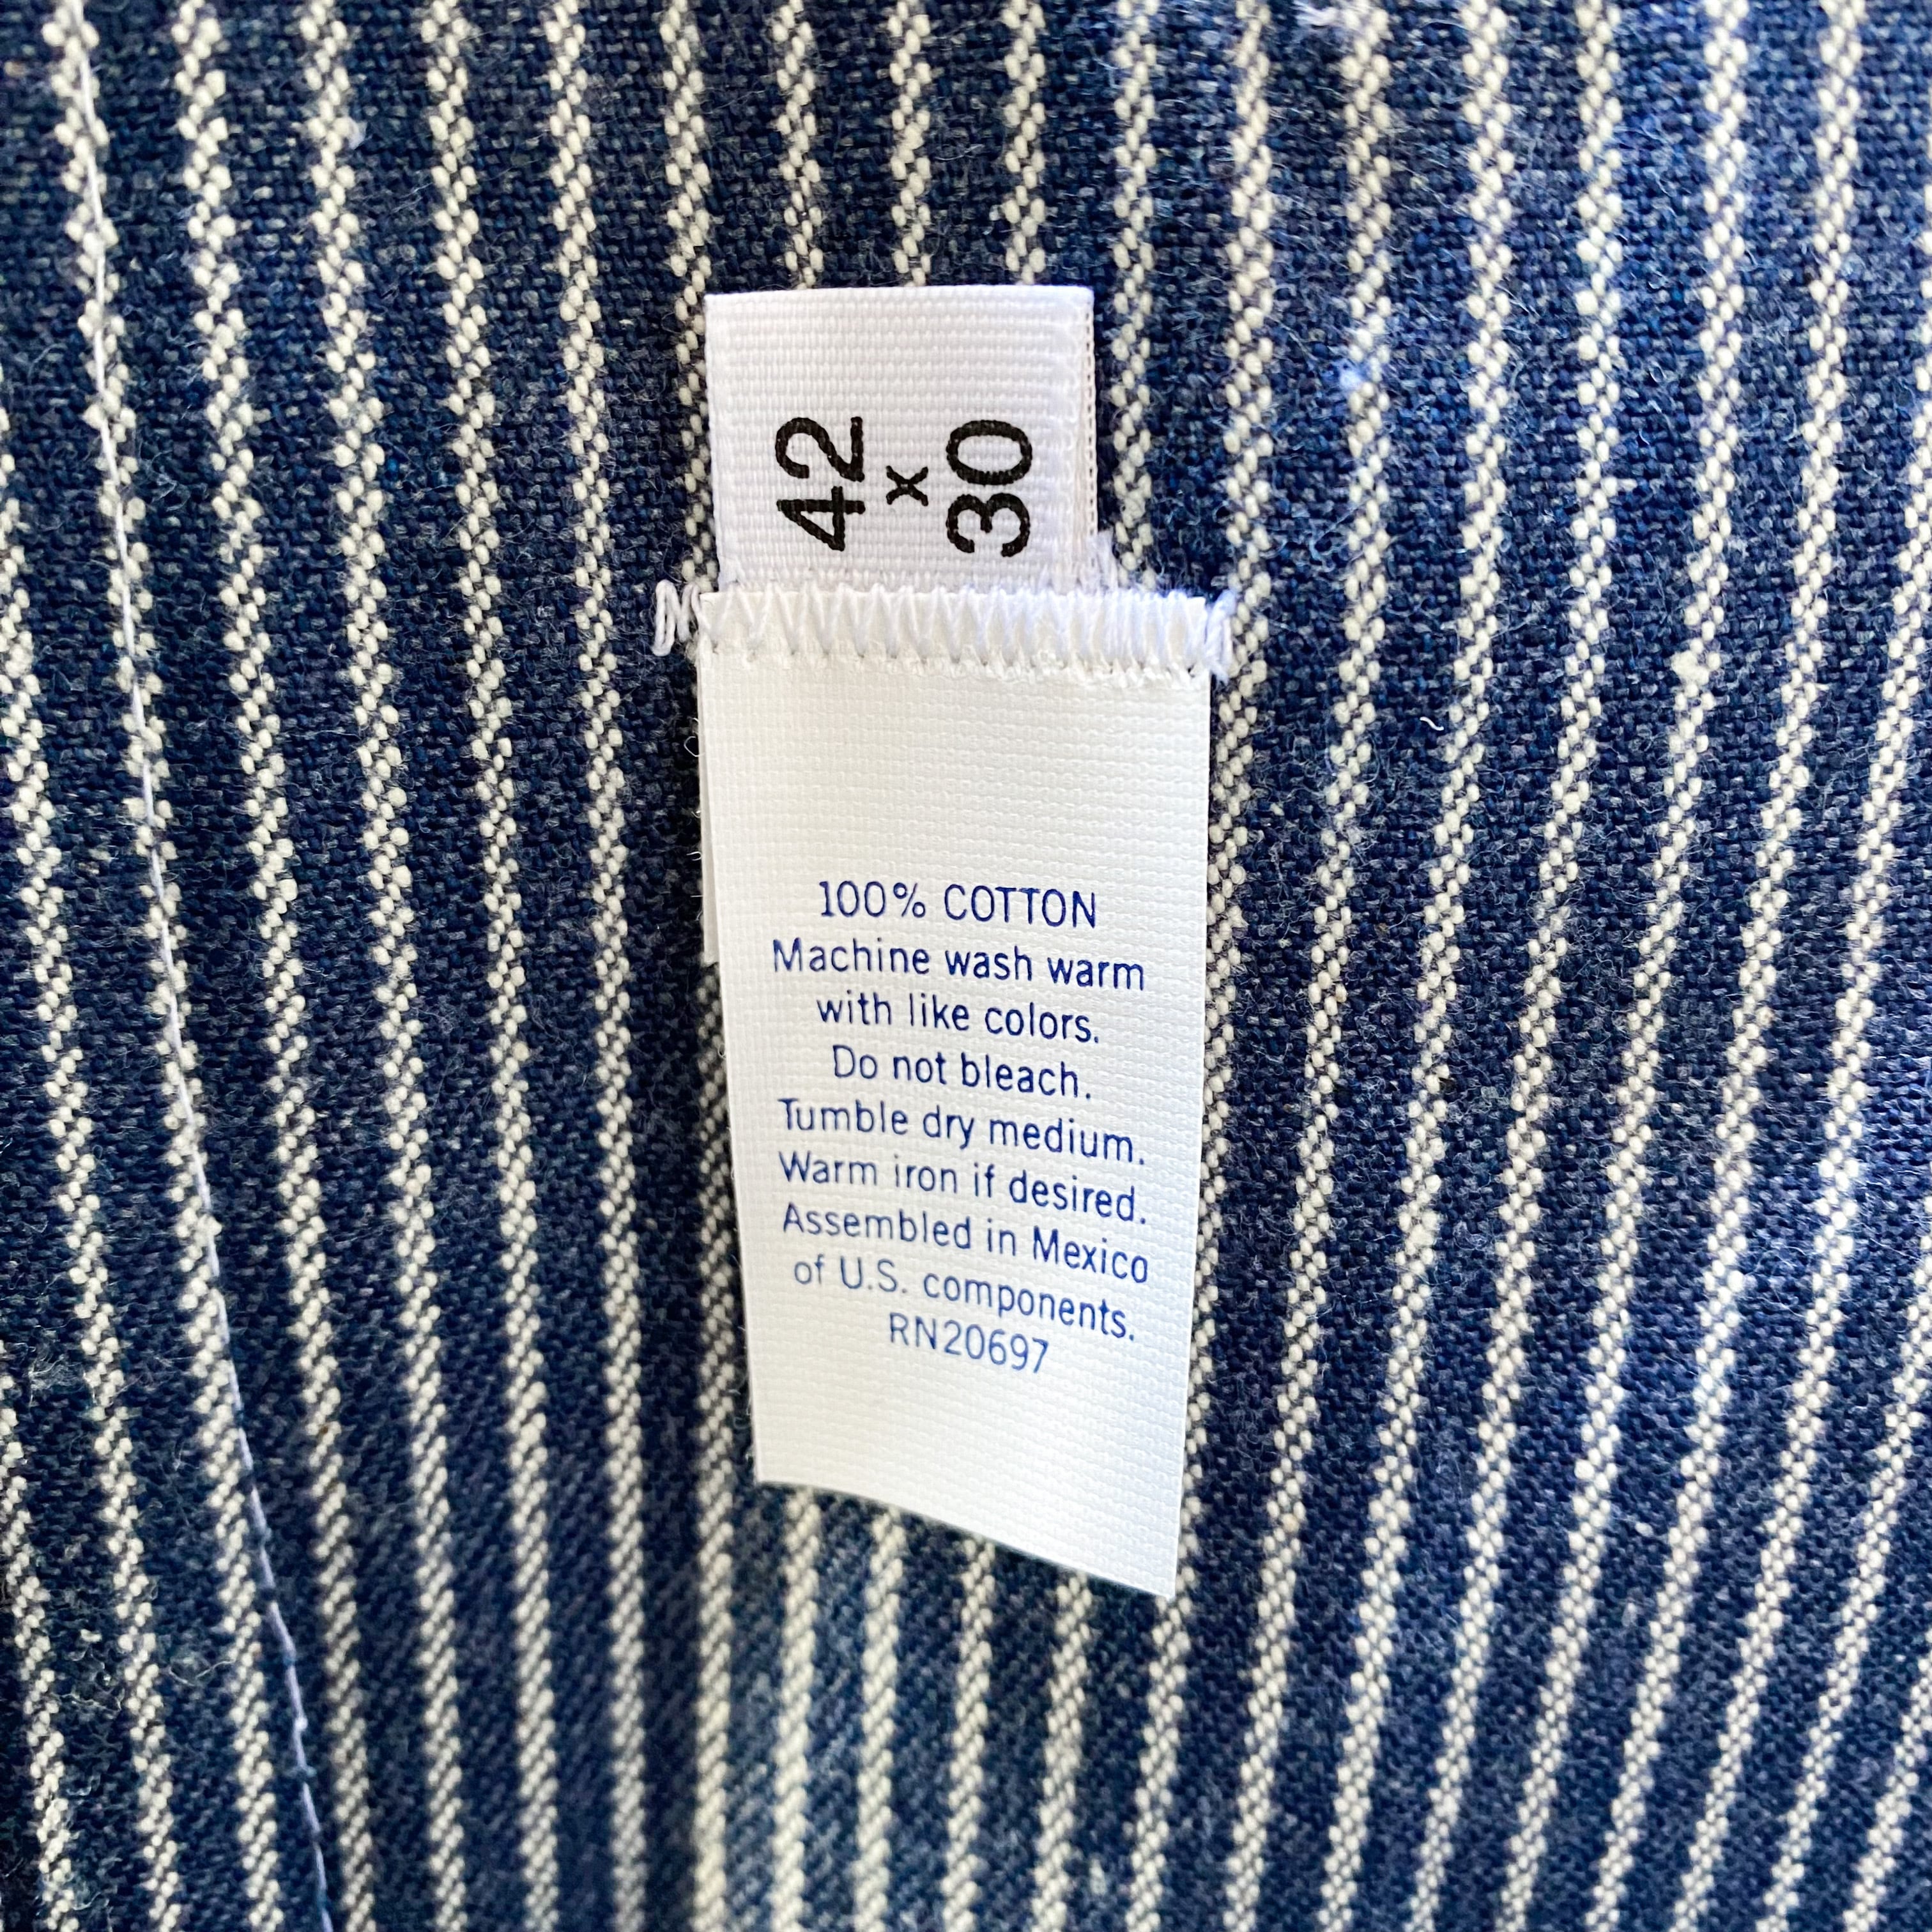 42
x
30
100% COTTON
Machine wash warm
with like colors.
Do not bleach.
Tumble dry medium.
Warm iron if desired.
Assembled in Mexico
of U.S. components.
RN20697